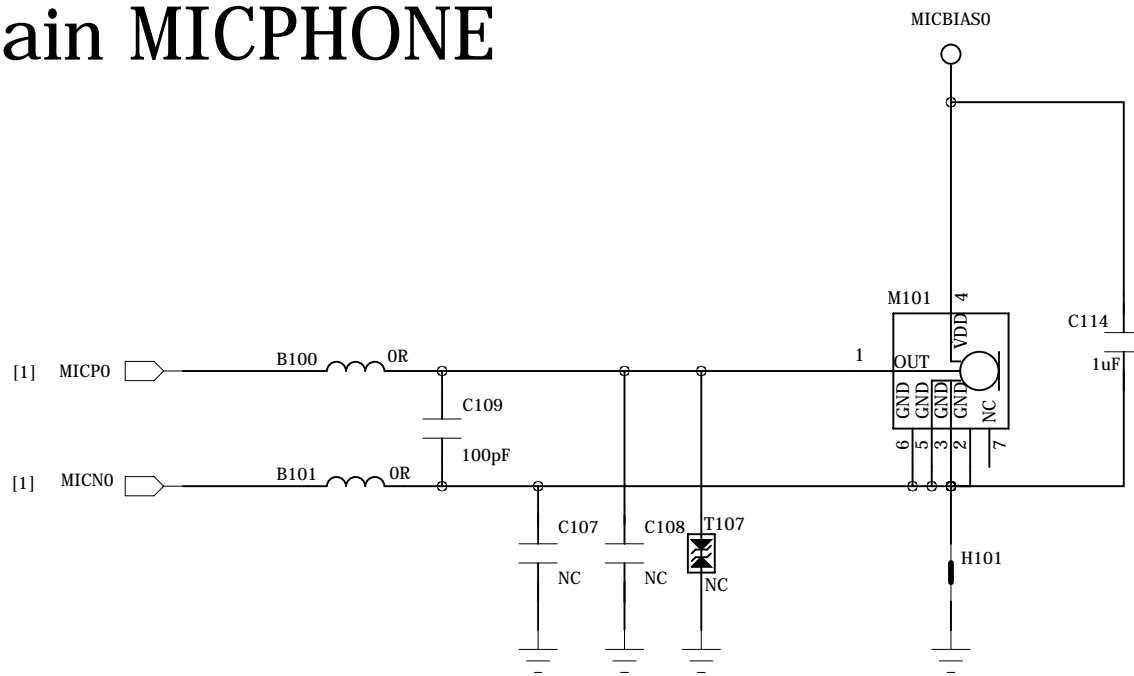 ain MICPHONE
MICBIAS0
M101
4
VDD
C114
1uF
[1] MICP0
B100
0R
1
OUT
GND
GND
GND
GND
NC
6
5
3
2
7
C109
100pF
[1] MICN0
B101
0R
C107
NC
C108
NC
T107
NC
H101